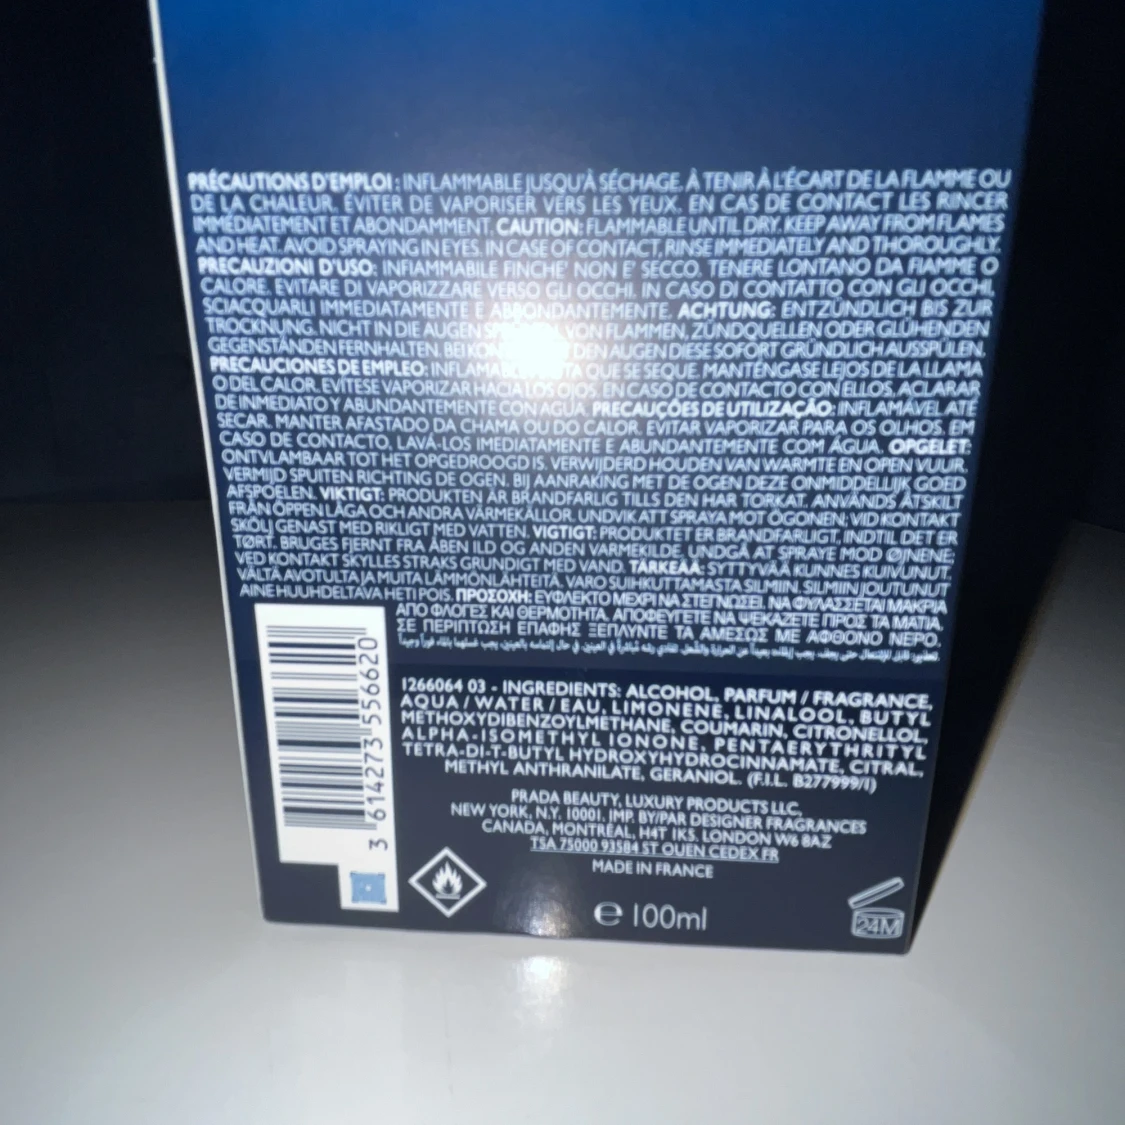 PRÉCAUTIONS D'EMPLOI : INFLAMMABLE JUSQU'À SÉCHAGE. À TENIR À L'ÉCART DE LA FLAMME OU
DE LA CHALEUR. ÉVITER DE VAPORISER VERS LES YEUX. EN CAS DE CONTACT LES RINCER
IMMÉDIATEMENT ET ABONDAMMENT. CAUTION: FLAMMABLE UNTIL DRY. KEEP AWAY FROM FLAMES
AND HEAT. AVOID SPRAYING IN EYES. IN CASE OF CONTACT, RINSE IMMEDIATELY AND THOROUGHLY.
PRECAUZIONI D'USO: INFIAMMABILE FINCHE' NON E' SECCO. TENERE LONTANO DA FIAMME O
CALORE. EVITARE DI VAPORIZZARE VERSO GLI OCCHI. IN CASO DI CONTATTO CON GLI OCCHI,
SCIACQUARLI IMMEDIATAMENTE E ABBONDANTEMENTE. ACHTUNG: ENTZÜNDLICH BIS ZUR
TROCKNUNG. NICHT IN DIE AUGEN VON FLAMMEN, ZÜNDQUELLEN ODER GLÜHENDEN
GEGENSTÄNDEN FERNHALTEN. BEI DEN AUGEN DIESE SOFORT GRÜNDLICH AUSSPÜLEN.
PRECAUCIONES DE EMPLEO: QUE SE SEQUE. MANTÉNGASE LEJOS DE LA LLAMA
O DEL CALOR. EVÍTESE VAPORIZAR HACIA LOS OJOS. EN CASO DE CONTACTO CON ELLOS, ACLARAR
DE INMEDIATO Y ABUNDANTEMENTE CON AGUA. PRECAUÇÕES DE UTILIZAÇÃO: INFLAMÁVEL ATÉ
SECAR. MANTER AFASTADO DA CHAMA OU DO CALOR. EVITAR VAPORIZAR PARA OS OLHOS. EM
CASO DE CONTACTO, LAVÁ-LOS IMEDIATAMENTE E ABUNDANTEMENTE COM ÁGUA. OPGELET:
ONTVLAMBAAR TOT HET OPGEDROOGD IS. VERWIJDERD HOUDEN VAN WARMTE EN OPEN VUUR.
VERMIJD SPUITEN RICHTING DE OGEN. BIJ AANRAKING MET DE OGEN DEZE ONMIDDELLIJK GOED
AFSPOELEN. VIKTIGT: PRODUKTEN ÄR BRANDFARLIG TILLS DEN HAR TORKAT. ANVÄNDS ÅTSKILT
FRÅN ÖPPEN LÅGA OCH ANDRA VÄRMEKÄLLOR. UNDVIK ATT SPRAYA MOT ÖGONEN; VID KONTAKT
SKÖLJ GENAST MED RIKLIGT MED VATTEN. VIGTIGT: PRODUKTET ER BRANDFARLIGT, INDTIL DET ER
TØRT. BRUGES FJERNT FRA ÅBEN ILD OG ANDEN VARMEKILDE. UNDGÅ AT SPRAYE MOD ØJNENE;
VED KONTAKT SKYLLES STRAKS GRUNDIGT MED VAND. TÄRKEÄÄ: SYTTYVÄÄ KUNNES KUIVUNUT.
VÄLTÄ AVOTULTA JA MUITA LÄMMÖNLÄHTEITÄ. VARO SUIHKUTTAMASTA SILMIIN. SILMIIN JOUTUNUT
AINE HUUHDELTAVA HETI POIS. ΠΡΟΣΟΧΗ: ΕΥΦΛΕΚΤΟ ΜΕΧΡΙ ΝΑ ΣΤΕΓΝΩΣΕΙ. ΝΑ ΦΥΛΑΣΣΕΤΑΙ ΜΑΚΡΙΑ
ΑΠΟ ΦΛΟΓΕΣ ΚΑΙ ΘΕΡΜΟΤΗΤΑ. ΑΠΟΦΕΥΓΕΤΕ ΝΑ ΨΕΚΑΖΕΤΕ ΠΡΟΣ ΤΑ ΜΑΤΙΑ.
ΣΕ ΠΕΡΙΠΤΩΣΗ ΕΠΑΦΗΣ ΞΕΠΛΥΝΤΕ ΤΑ ΑΜΕΣΩΣ ΜΕ ΑΦΘΟΝΟ ΝΕΡΟ.
1266064 03 - INGREDIENTS: ALCOHOL, PARFUM / FRAGRANCE,
AQUA / WATER / EAU, LIMONENE, LINALOOL, BUTYL
METHOXYDIBENZOYLMETHANE, COUMARIN, CITRONELLOL,
ALPHA-ISOMETHYL IONONE, PENTAERYTHRITYL
TETRA-DI-T-BUTYL HYDROXYHYDROCINNAMATE, CITRAL,
METHYL ANTHRANILATE, GERANIOL. (F.I.L. B277999/1)
PRADA BEAUTY, LUXURY PRODUCTS LLC,
NEW YORK, N.Y. 10001. IMP. BY/PAR DESIGNER FRAGRANCES
CANADA, MONTRÉAL, H4T 1K5. LONDON W6 8AZ
TSA 75000 93584 ST OUEN CEDEX FR
MADE IN FRANCE
3 614273 556620
℮ 100ml
24M